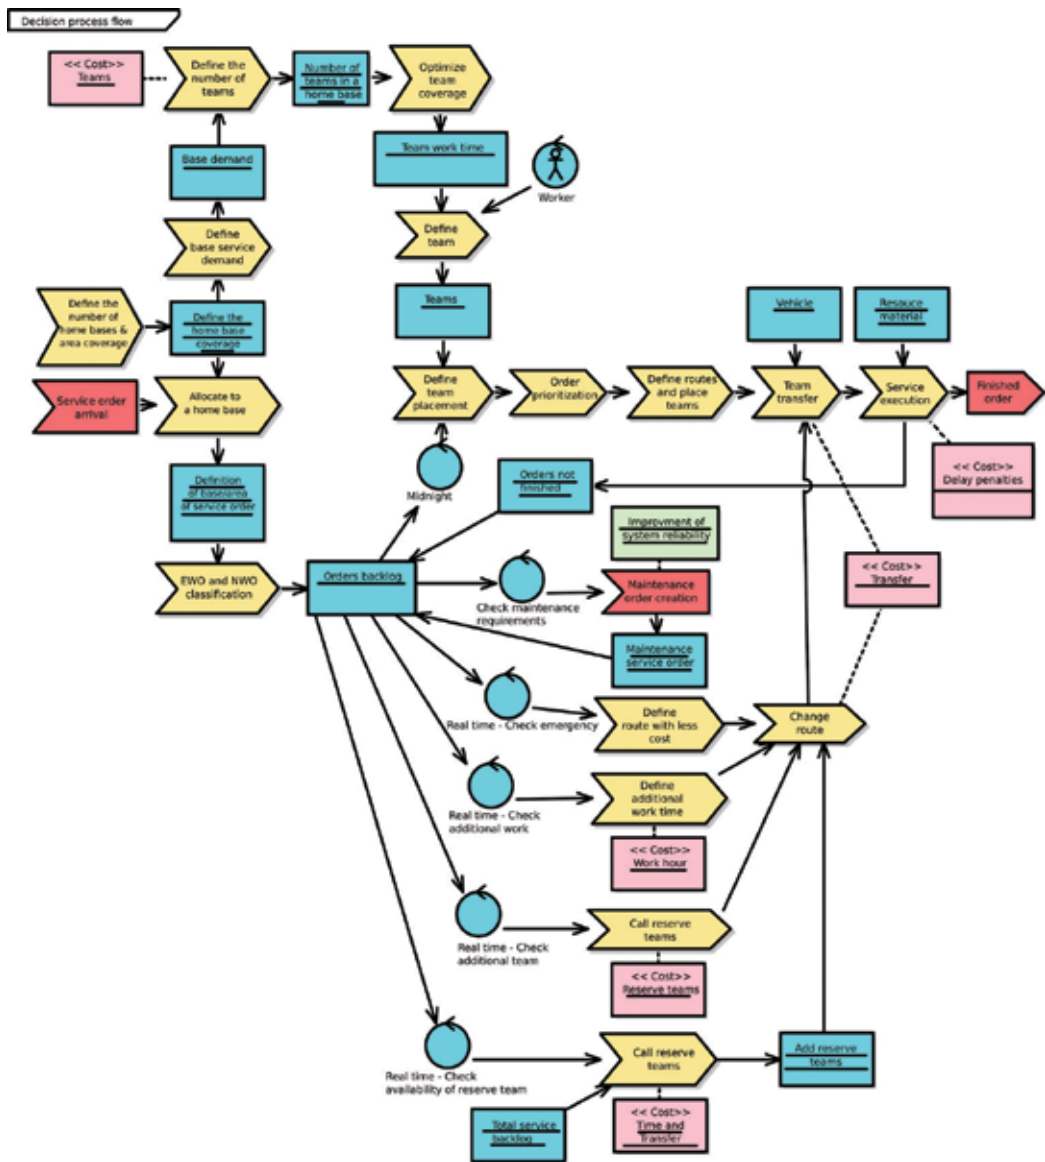 Decision process flow
<< Cost>>
Teams
Define the
number of
teams
Number of
teams in a
home base
Optimize
team
coverage
Base demand
Team work time
Worker
Define
base service
demand
Define
team
Define the
number of
home bases &
area coverage
Define the
home base
coverage
Teams
Vehicle
Resouce
material
Service order
arrival
Allocate to
a home base
Define
team
placement
Order
prioritization
Define routes
and place
teams
Team
transfer
Service
execution
Finished
order
Definition
of base/area
of service order
Midnight
Orders not
finished
<< Cost>>
Delay penalties
Improvment of
system reliability
EWO and NWO
classification
Orders backlog
Check maintenance
requirements
Maintenance
order creation
<< Cost>>
Transfer
Maintenance
service order
Real time - Check emergency
Define
route with less
cost
Change
route
Real time - Check
additional work
Define
additional
work time
<< Cost>>
Work hour
Real time - Check
additional team
Call reserve
teams
<< Cost>>
Reserve teams
Real time - Check
availability of reserve team
Call reserve
teams
Add reserve
teams
Total service
backlog
<< Cost>>
Time and
Transfer